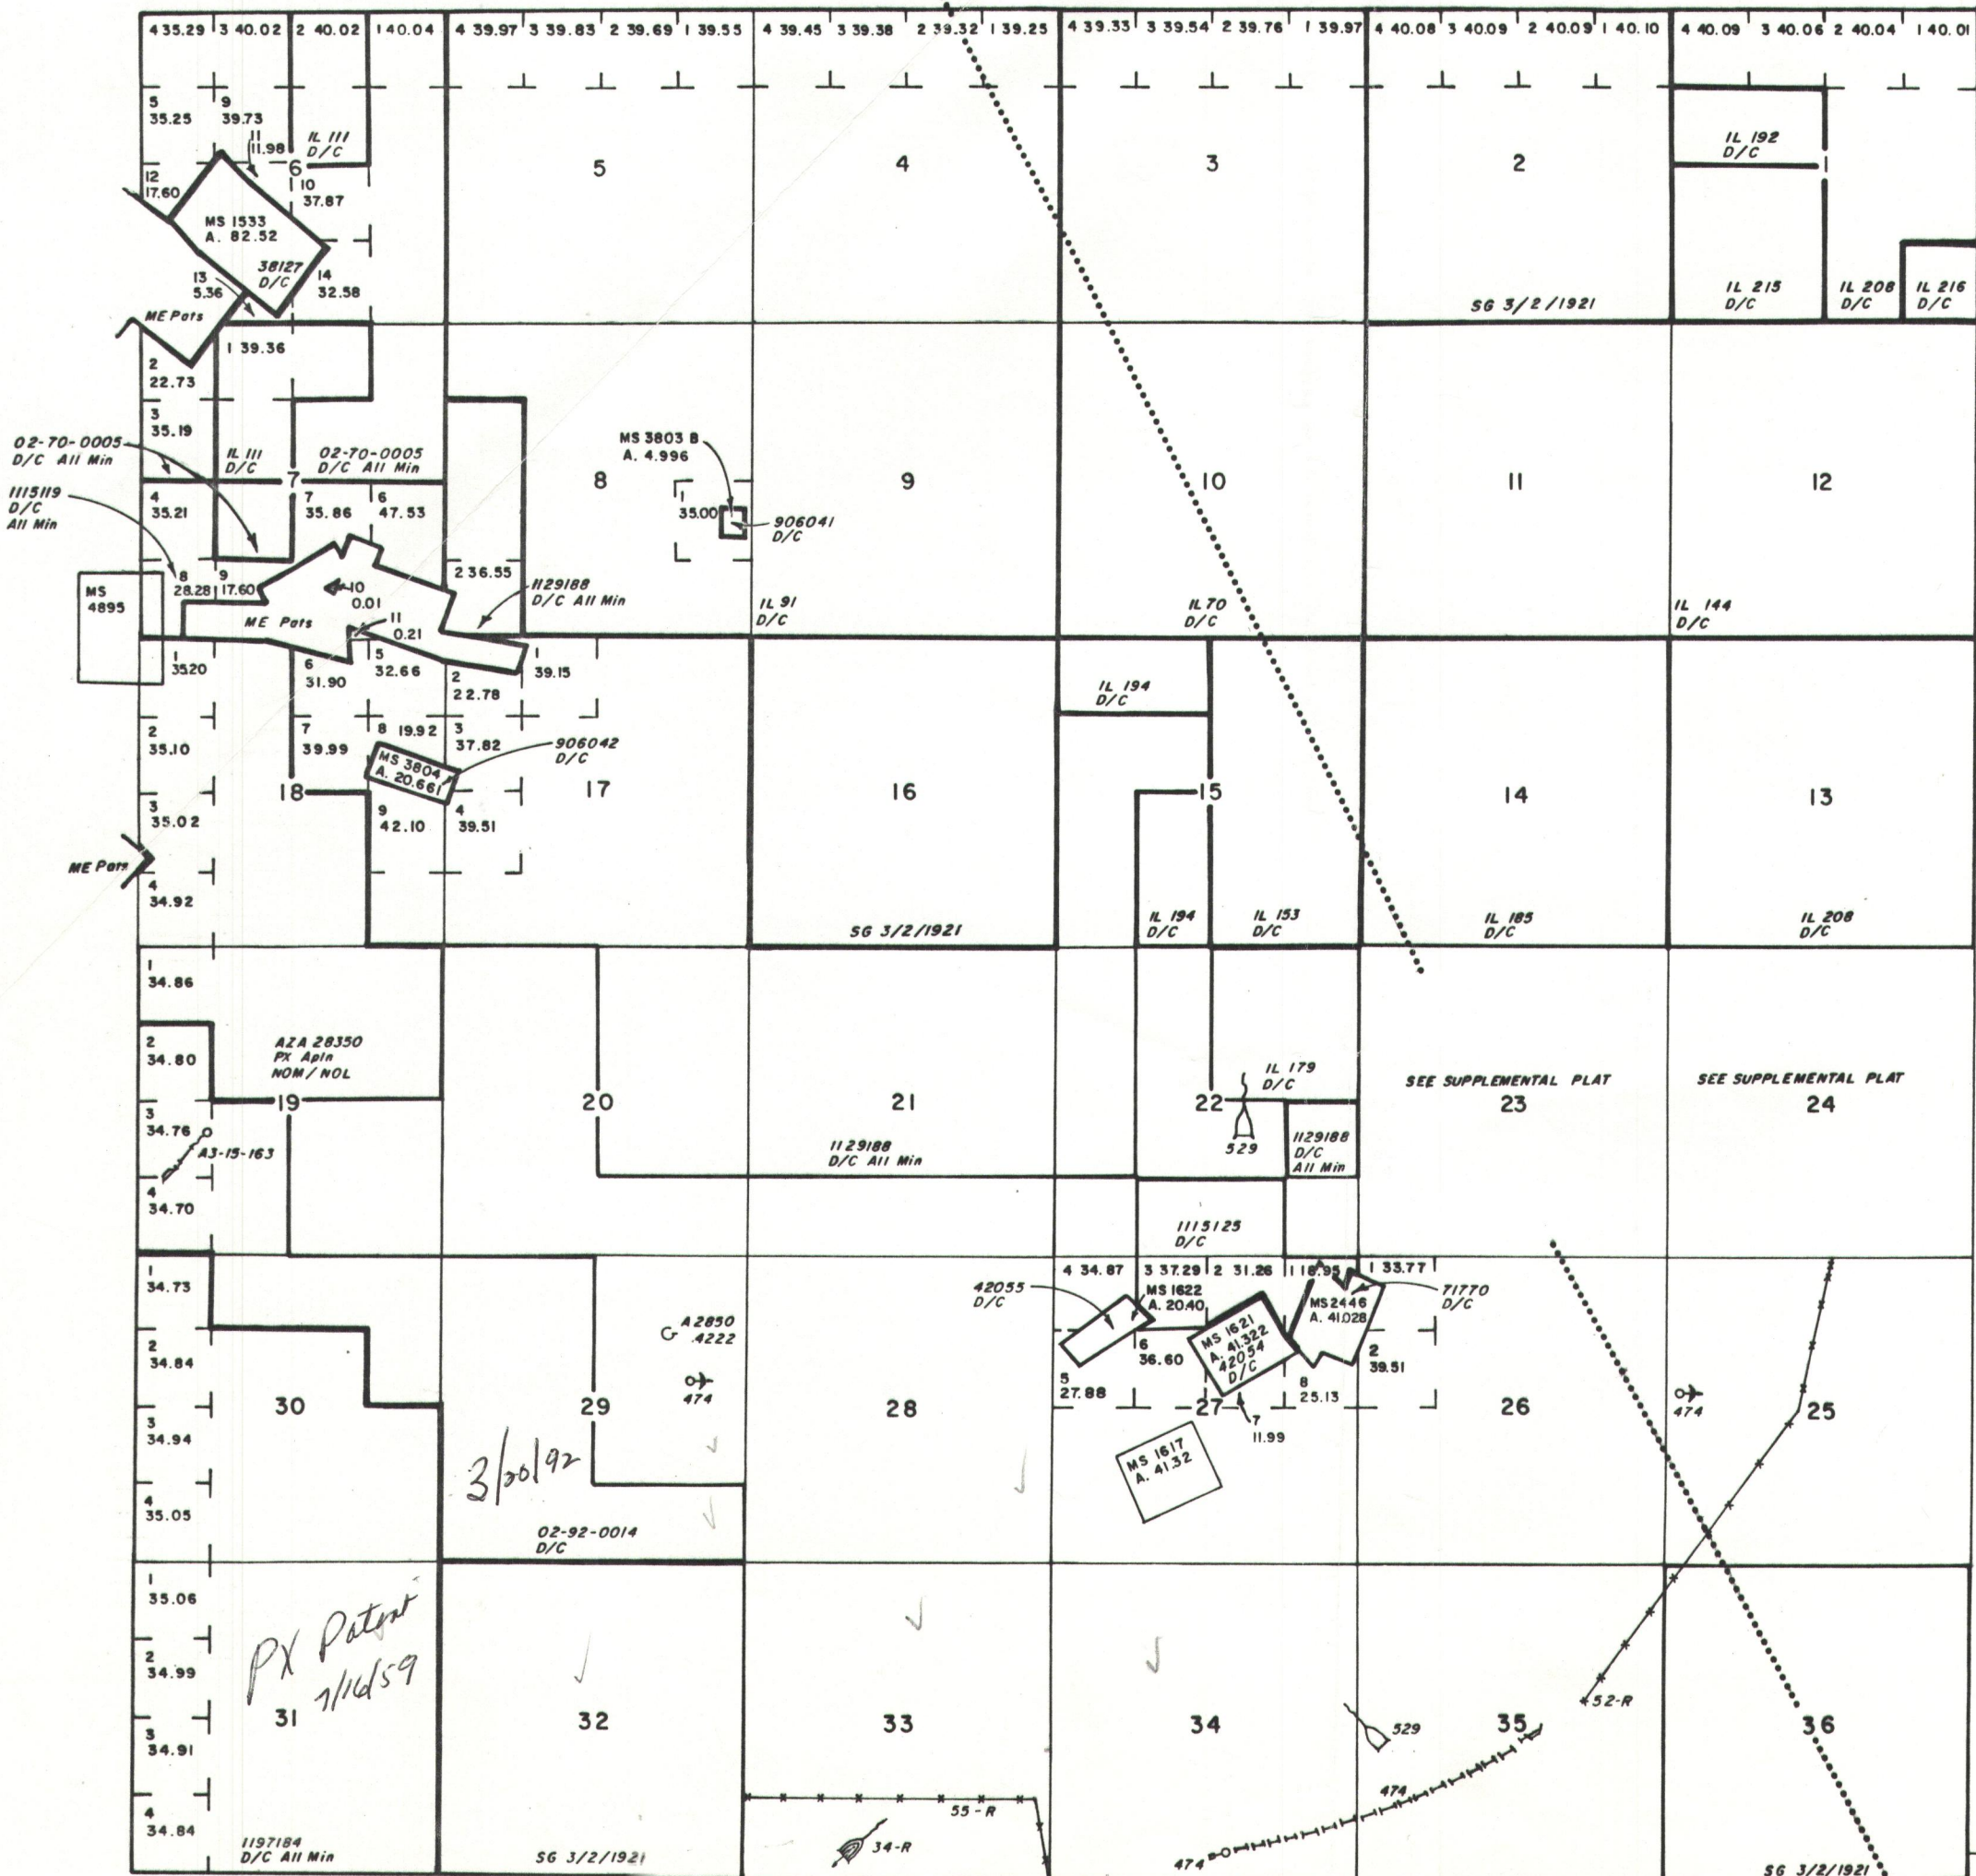 4 35.29 3 40.02 2 40.02 1 40.04 4 39.97 3 39.83 2 39.69 1 39.55 4 39.45 3 39.38 2 39.32 1 39.25 4 39.33 3 39.54 2 39.76 1 39.97 4 40.08 3 40.09 2 40.09 1 40.10 4 40.09 3 40.06 2 40.04 1 40.01
5
35.25
9
39.73
11
11.98
IL 111
D/C
6
12
17.60
10
37.87
MS 1533
A. 82.52
38127
D/C
13
5.36
14
32.58
ME Pats
5
4
3
2
SG 3/2/1921
IL 192
D/C
1
IL 215
D/C
IL 208
D/C
IL 216
D/C
1 39.36
2
22.73
3
35.19
02-70-0005
D/C All Min
IL 111
D/C
02-70-0005
D/C All Min
7
1115119
D/C
All Min
4
35.21
7
35.86
6
47.53
MS
4895
8
28.28
9
17.60
10
0.01
ME Pats
11
0.21
2 36.55
1129188
D/C All Min
MS 3803 B
A. 4.996
8
1
35.00
906041
D/C
9
IL 91
D/C
10
IL 70
D/C
11
12
IL 144
D/C
1
35.20
6
31.90
5
32.66
2
22.78
1
39.15
2
35.10
7
39.99
8 19.92
3
37.82
906042
D/C
MS 3804
A. 20.661
18
17
3
35.02
9
42.10
4
39.51
ME Pats
4
34.92
16
SG 3/2/1921
IL 194
D/C
15
IL 194
D/C
IL 153
D/C
14
IL 185
D/C
13
IL 208
D/C
1
34.86
2
34.80
AZA 28350
PX Apln
NOM/NOL
19
3
34.76
A3-15-163
4
34.70
20
21
1129188
D/C All Min
IL 179
D/C
22
529
1129188
D/C
All Min
1115125
D/C
SEE SUPPLEMENTAL PLAT
23
SEE SUPPLEMENTAL PLAT
24
1
34.73
2
34.84
30
3
34.94
4
35.05
A 2850
.4222
474
29
3/20/92
02-92-0014
D/C
28
4 34.87 3 37.29 2 31.26 1 18.95 1 33.77
42055
D/C
MS 1622
A. 20.40
MS 1621
A. 41.322
42054
D/C
MS 2446
A. 41.028
71770
D/C
6
36.60
5
27.88
8
25.13
2
39.51
27
7
11.99
MS 1617
A. 41.32
26
474
25
1
35.06
2
34.99
PX Patent
7/16/59
31
3
34.91
4
34.84
1197184
D/C All Min
32
SG 3/2/1921
33
55-R
34-R
34
529
474
474
35
52-R
36
SG 3/2/1921